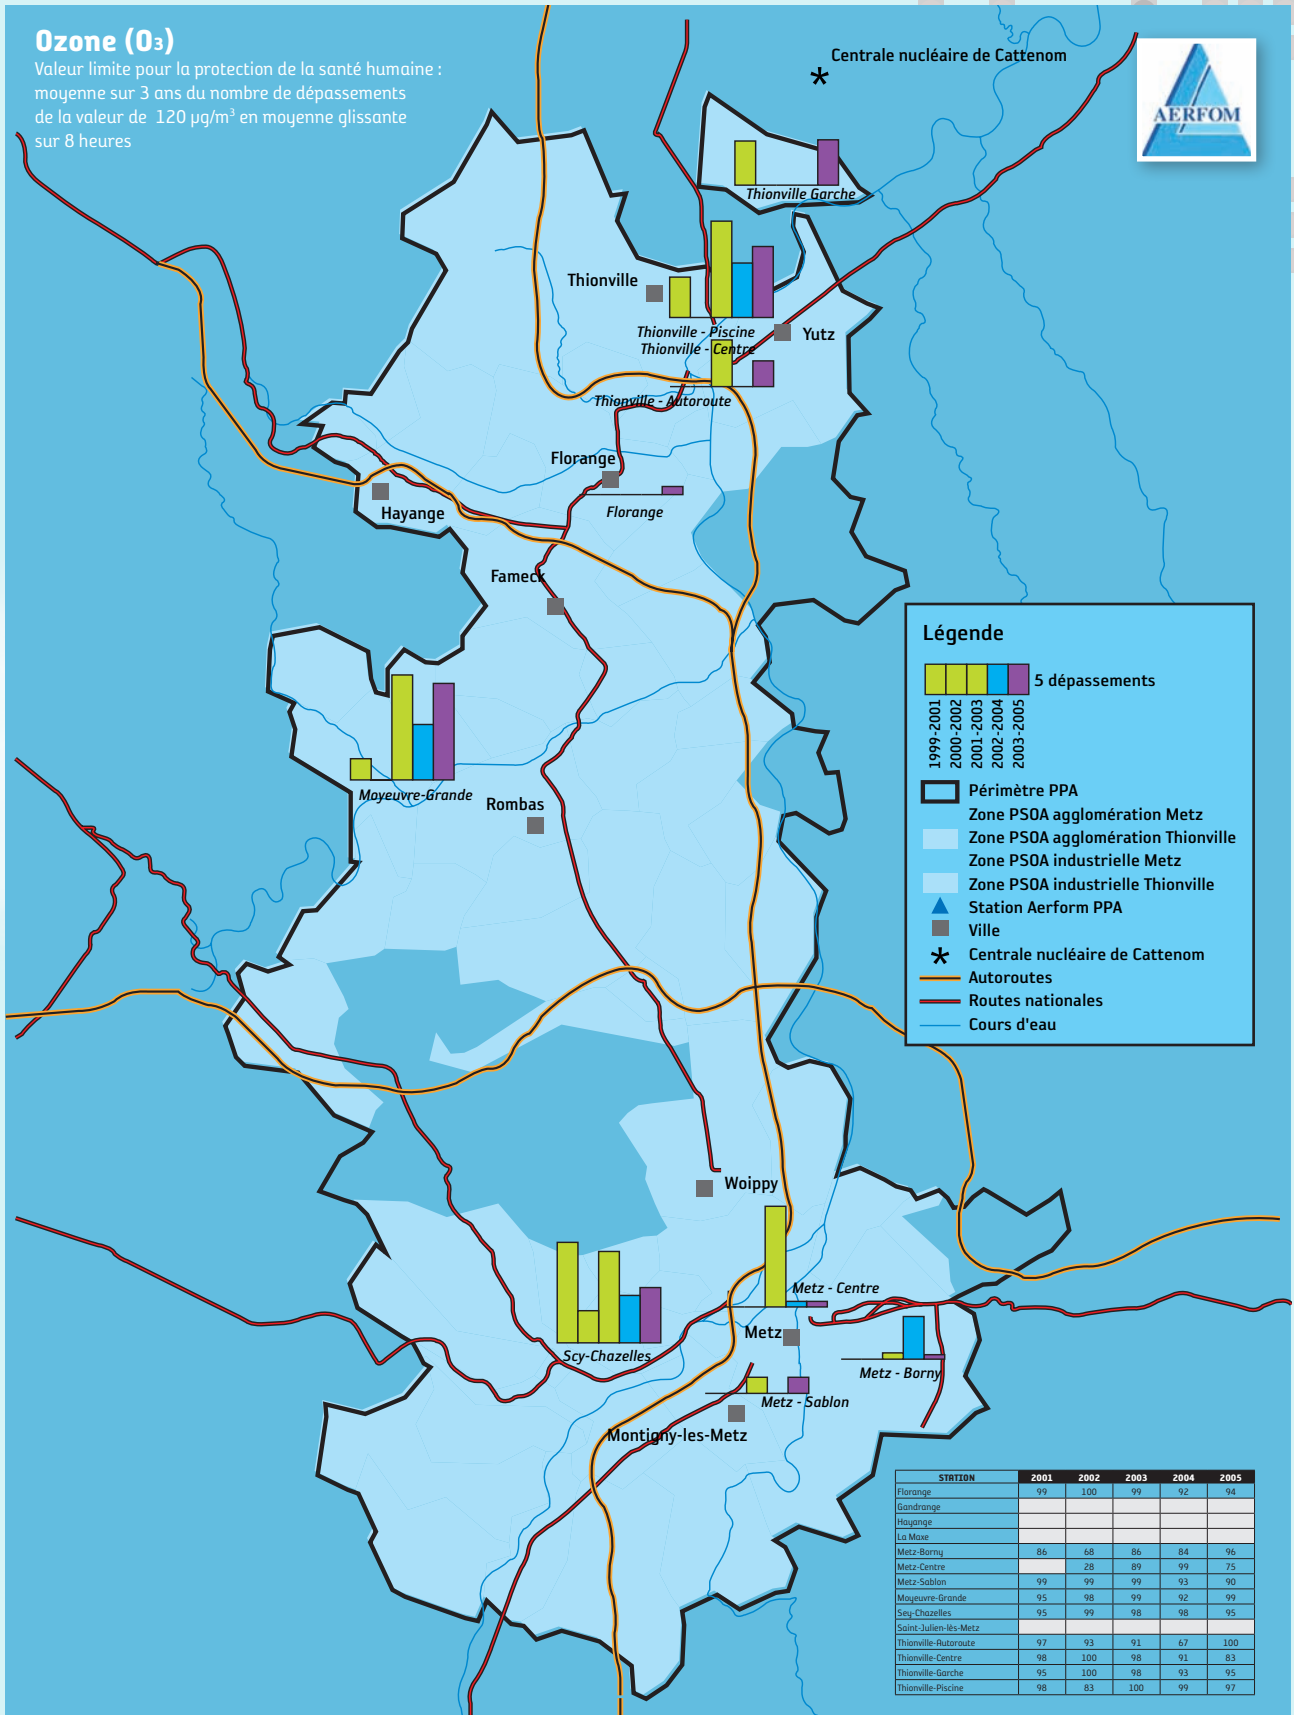 Ozone (O3)
Valeur limite pour la protection de la santé humaine :
moyenne sur 3 ans du nombre de dépassements
de la valeur de 120 µg/m³ en moyenne glissante
sur 8 heures
Centrale nucléaire de Cattenom
*
AERFOM
Thionville Garche
Thionville
Thionville - Piscine
Yutz
Thionville - Centre
Thionville - Autoroute
Florange
Florange
Hayange
Fameck
Moyeuvre-Grande
Rombas
Woippy
Metz - Centre
Metz
Scy-Chazelles
Metz - Borny
Metz - Sablon
Montigny-les-Metz
Légende
5 dépassements
1999-2001
2000-2002
2001-2003
2002-2004
2003-2005
Périmètre PPA
Zone PSQA agglomération Metz
Zone PSQA agglomération Thionville
Zone PSQA industrielle Metz
Zone PSQA industrielle Thionville
Station Aerform PPA
Ville
* Centrale nucléaire de Cattenom
Autoroutes
Routes nationales
Cours d'eau
STATION 2001 2002 2003 2004 2005
Florange 99 100 99 92 94
Gandrange
Hayange
La Maxe
Metz-Borny 86 68 86 84 96
Metz-Centre 28 89 99 75
Metz-Sablon 99 99 99 93 90
Moyeuvre-Grande 95 98 99 92 99
Sey-Chazelles 95 99 98 98 95
Saint-Julien-lès-Metz
Thionville-Autoroute 97 93 91 67 100
Thionville-Centre 98 100 98 91 83
Thionville-Garche 95 100 98 93 95
Thionville-Piscine 98 83 100 99 97